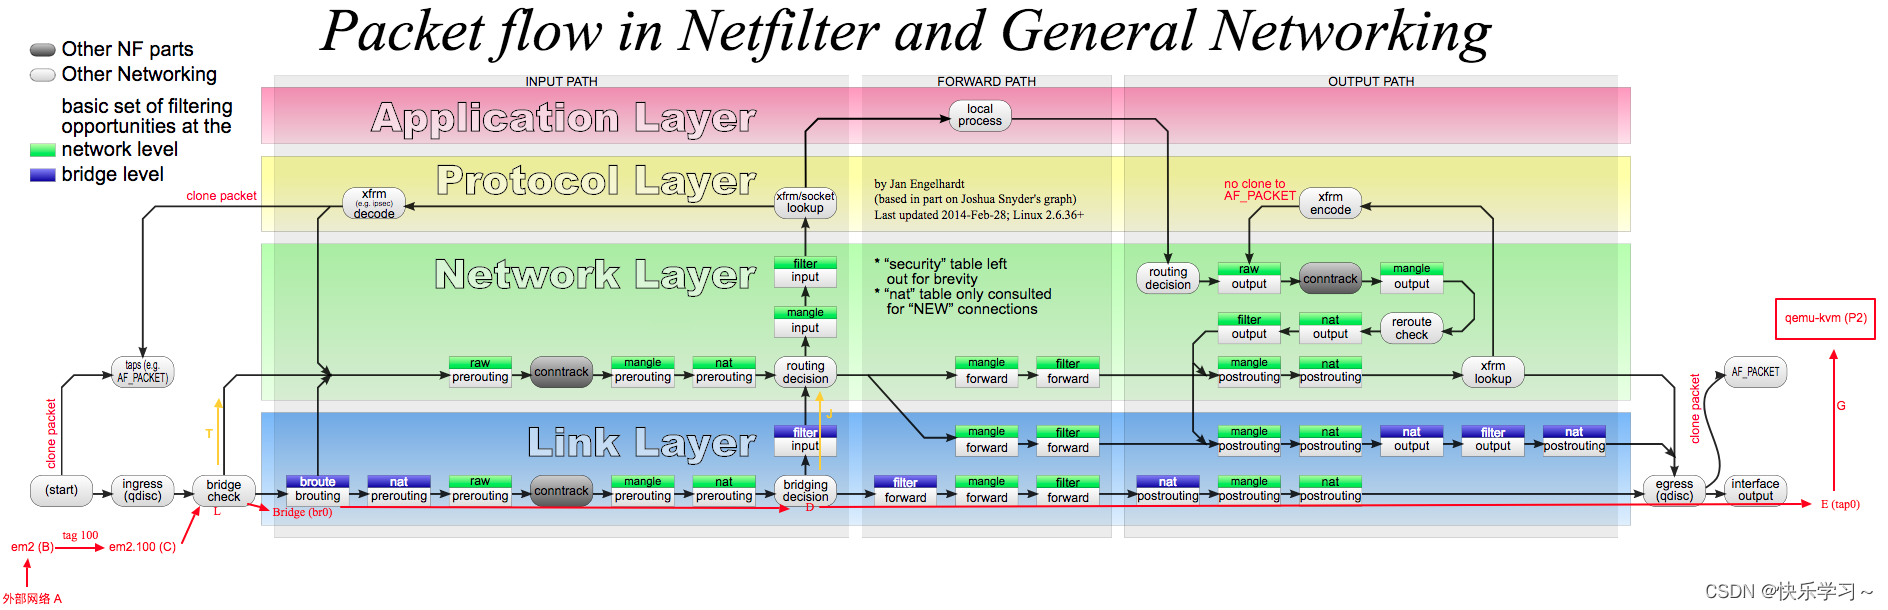 Packet flow in Netfilter and General Networking
Other NF parts
Other Networking
basic set of filtering
opportunities at the
network level
bridge level
INPUT PATH
FORWARD PATH
OUTPUT PATH
Application Layer
local
process
Protocol Layer
clone packet
xfrm
(e.g. ipsec)
decode
xfrm/socket
lookup
by Jan Engelhardt
(based in part on Joshua Snyder's graph)
Last updated 2014-Feb-28; Linux 2.6.36+
no clone to
AF_PACKET
xfrm
encode
Network Layer
filter
input
mangle
input
* “security” table left
out for brevity
* “nat” table only consulted
for “NEW” connections
routing
decision
raw
output
conntrack
mangle
output
filter
output
nat
output
reroute
check
qemu-kvm (P2)
taps (e.g.
AF_PACKET)
raw
prerouting
conntrack
mangle
prerouting
nat
prerouting
routing
decision
mangle
forward
filter
forward
mangle
postrouting
nat
postrouting
xfrm
lookup
AF_PACKET
clone packet
T
J
clone packet
G
Link Layer
filter
input
mangle
forward
filter
forward
mangle
postrouting
nat
postrouting
nat
output
filter
output
nat
postrouting
(start)
ingress
(qdisc)
bridge
check
broute
brouting
nat
prerouting
raw
prerouting
conntrack
mangle
prerouting
nat
prerouting
bridging
decision
filter
forward
mangle
forward
filter
forward
nat
postrouting
mangle
postrouting
nat
postrouting
egress
(qdisc)
interface
output
L
Bridge (br0)
D
E (tap0)
tag 100
em2 (B)
em2.100 (C)
外部网络 A
CSDN @快乐学习～